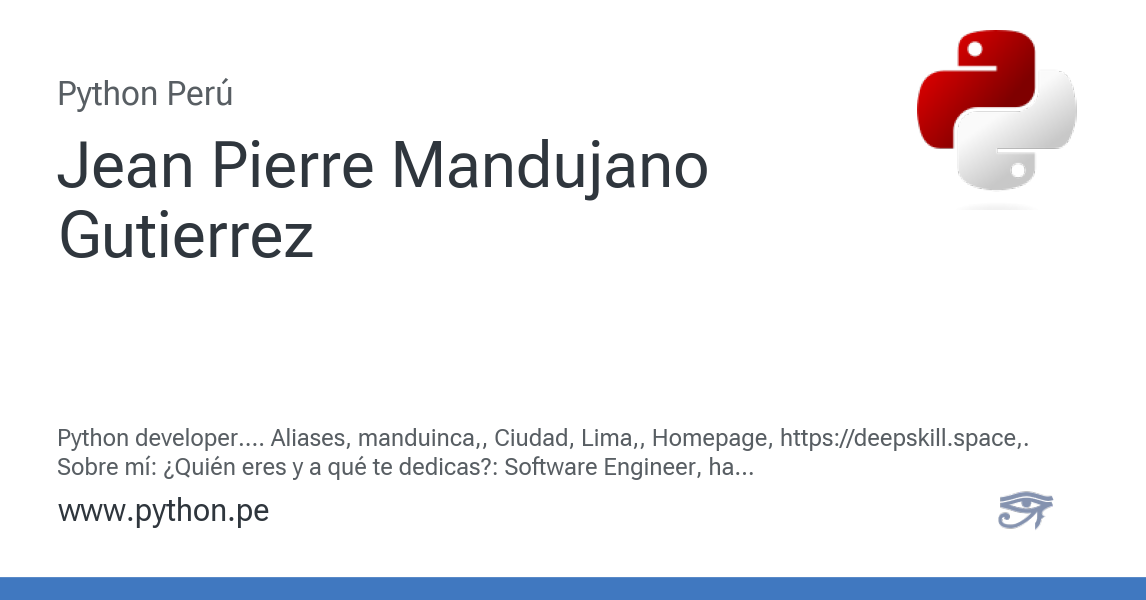 Python Perú
Jean Pierre Mandujano
Gutierrez
Python developer.... Aliases, manduinca,, Ciudad, Lima,, Homepage, https://deepskill.space,.
Sobre mí: ¿Quién eres y a qué te dedicas?: Software Engineer, ha...
www.python.pe